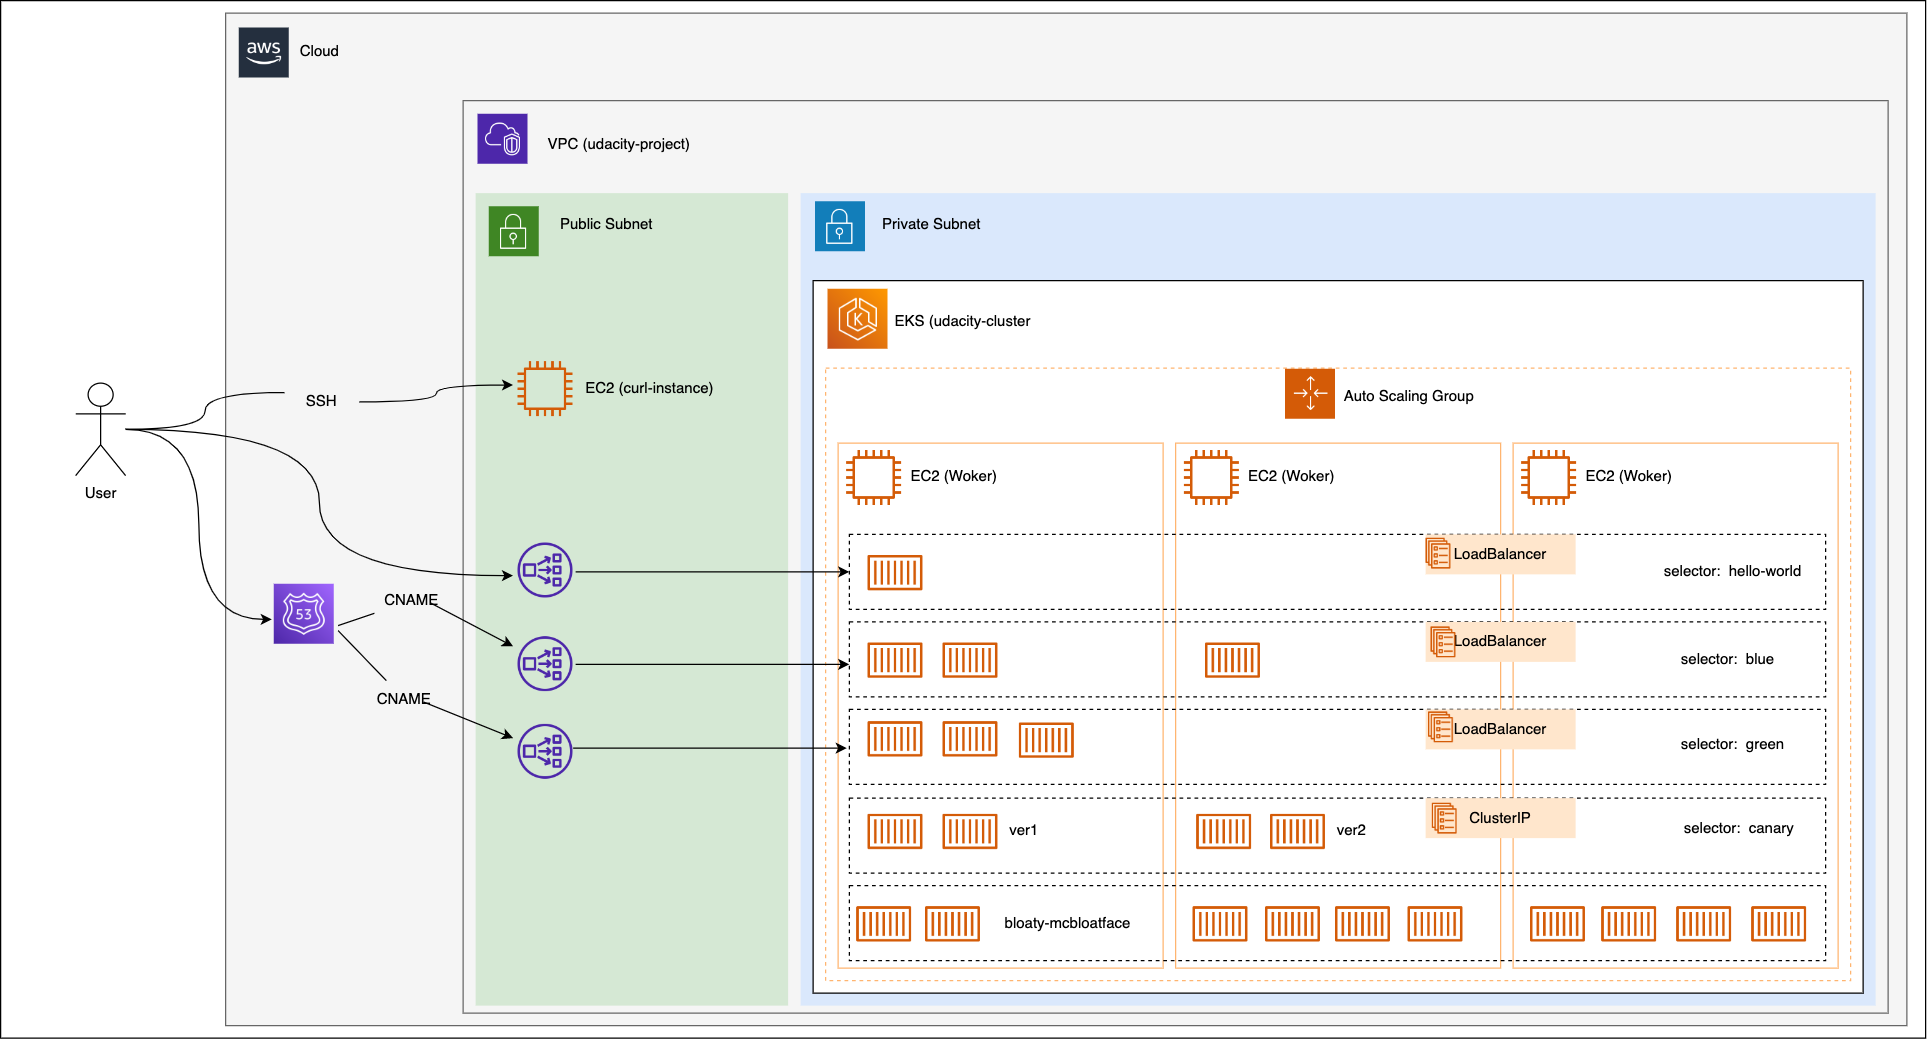 aws
Cloud
VPC (udacity-project)
Public Subnet
Private Subnet
EKS (udacity-cluster
K
Auto Scaling Group
EC2 (curl-instance)
SSH
User
EC2 (Woker)
EC2 (Woker)
EC2 (Woker)
LoadBalancer
selector: hello-world
53
CNAME
LoadBalancer
selector: blue
CNAME
LoadBalancer
selector: green
ver1
ver2
ClusterIP
selector: canary
bloaty-mcbloatface